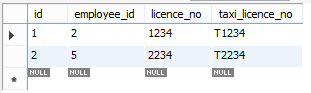 id employee_id licence_no taxi_licence_no
1 2 1234 T1234
2 5 2234 T2234
NULL NULL NULL NULL